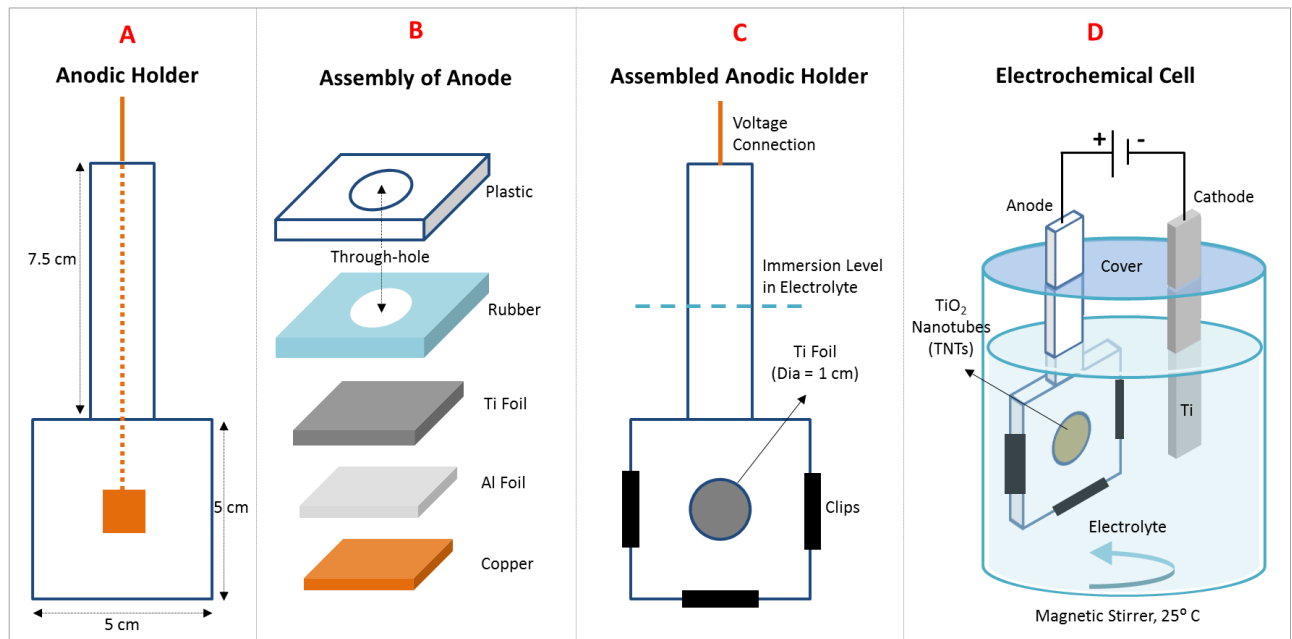 A
Anodic Holder
7.5 cm
5 cm
5 cm
B
Assembly of Anode
Plastic
Through-hole
Rubber
Ti Foil
Al Foil
Copper
C
Assembled Anodic Holder
Voltage
Connection
Immersion Level
in Electrolyte
Ti Foil
(Dia = 1 cm)
Clips
D
Electrochemical Cell
+
-
Anode
Cathode
Cover
TiO₂
Nanotubes
(TNTs)
Ti
Electrolyte
Magnetic Stirrer, 25° C